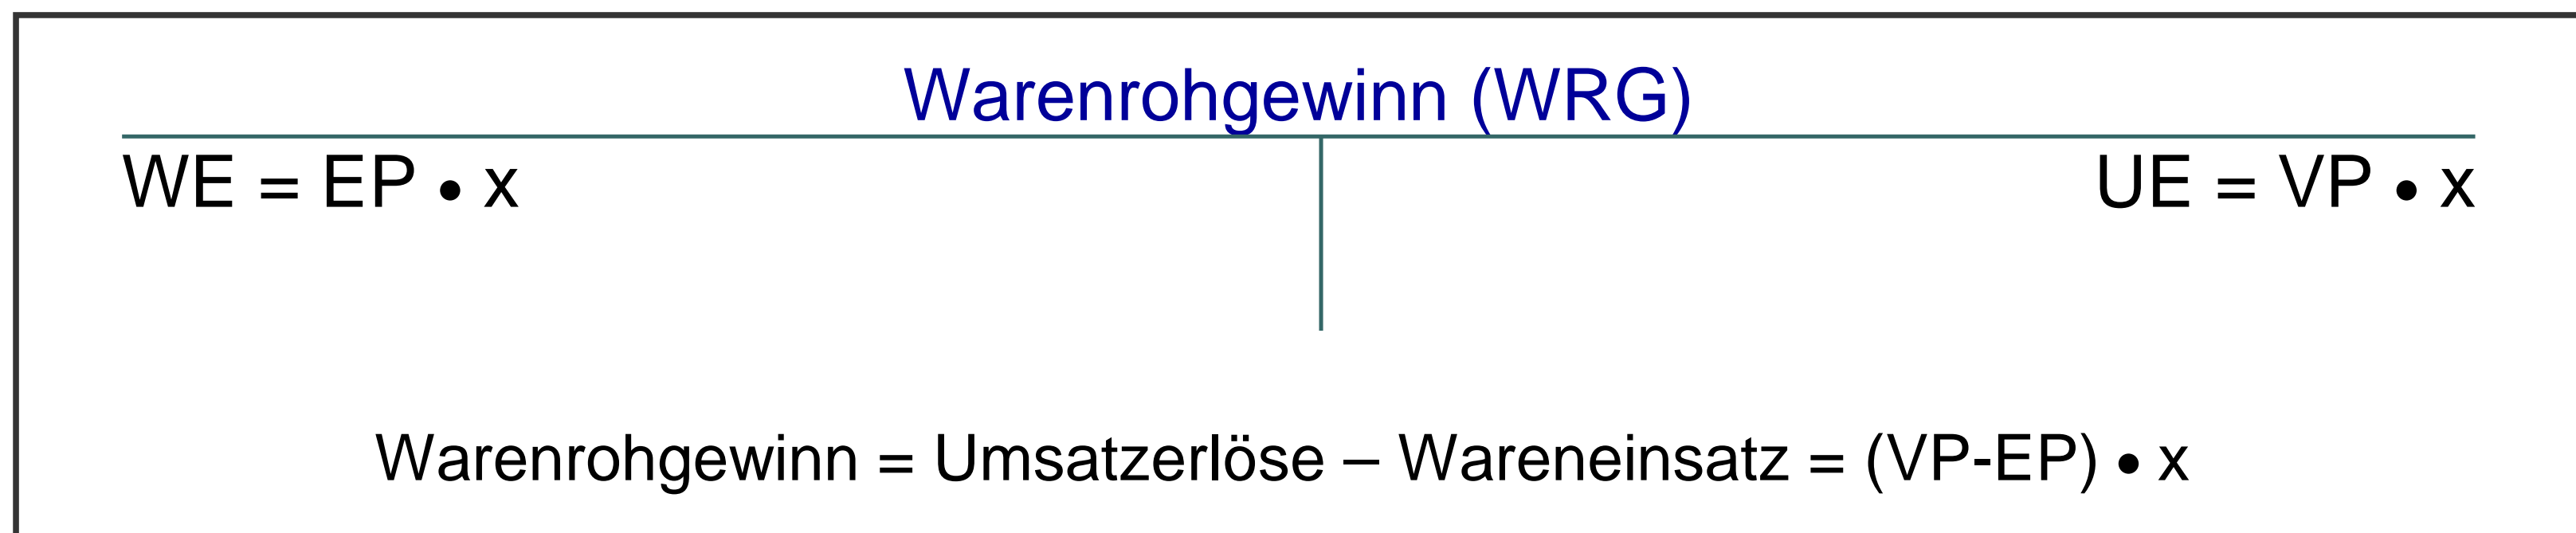 Warenrohgewinn (WRG)
WE = EP • x
UE = VP • x
Warenrohgewinn = Umsatzerlöse – Wareneinsatz = (VP-EP) • x